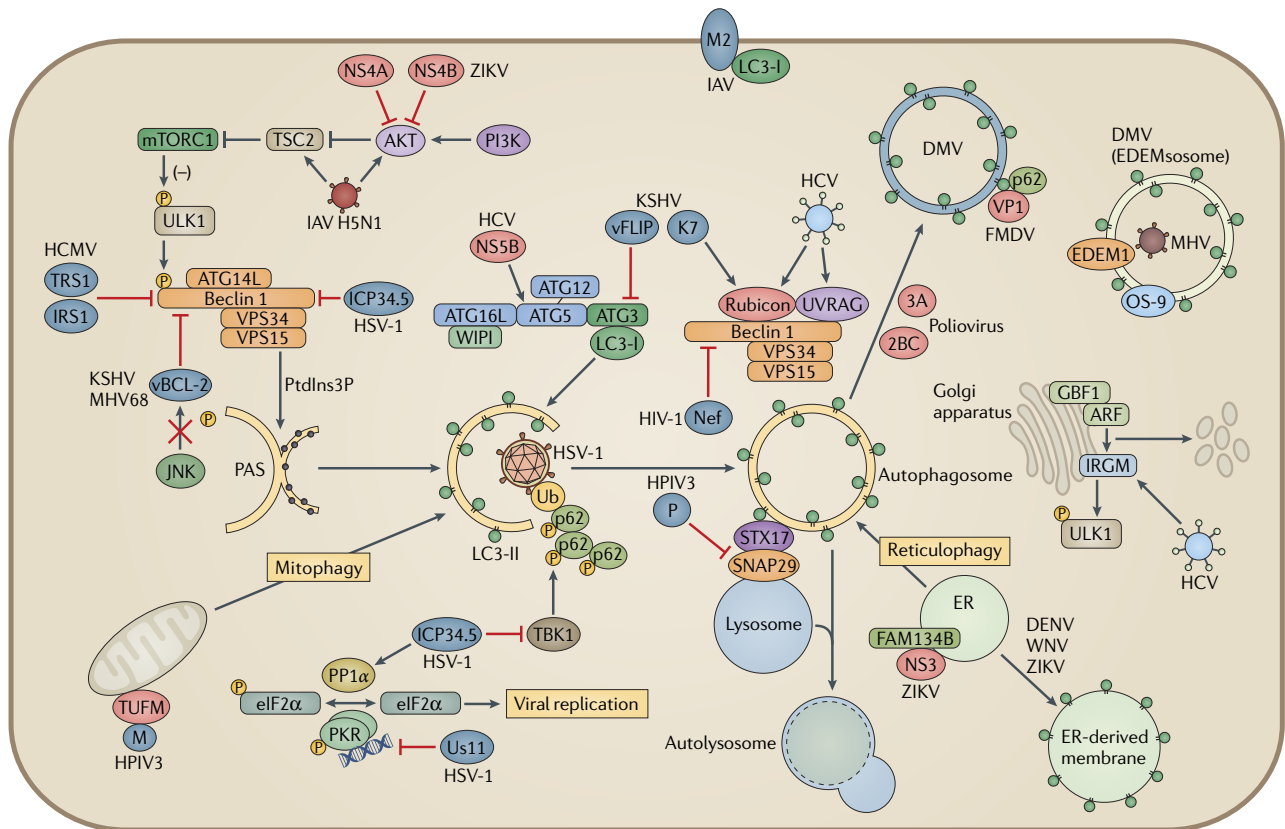 M2
LC3-I
IAV
NS4A
NS4B
ZIKV
mTORC1
TSC2
AKT
PI3K
(–)
P
ULK1
IAV H5N1
HCMV
TRS1
IRS1
P
ATG14L
Beclin 1
VPS34
VPS15
ICP34.5
HSV-1
KSHV
MHV68
vBCL-2
P
JNK
PtdIns3P
PAS
HCV
NS5B
KSHV
vFLIP
K7
ATG12
ATG16L
ATG5
ATG3
WIPI
LC3-I
HCV
Rubicon
UVRAG
Beclin 1
VPS34
VPS15
HIV-1
Nef
DMV
p62
VP1
FMDV
3A
2BC
Poliovirus
DMV
(EDEMsosome)
MHV
EDEM1
OS-9
Golgi
apparatus
GBF1
ARF
IRGM
P
ULK1
HCV
HSV-1
Ub
p62
P
p62
P
p62
P
LC3-II
Autophagosome
HPIV3
P
STX17
SNAP29
Lysosome
Reticulophagy
ER
FAM134B
NS3
ZIKV
DENV
WNV
ZIKV
ER-derived
membrane
Autolysosome
Mitophagy
TUFM
M
HPIV3
ICP34.5
HSV-1
TBK1
PP1α
P
eIF2α
eIF2α
Viral replication
PKR
P
Us11
HSV-1